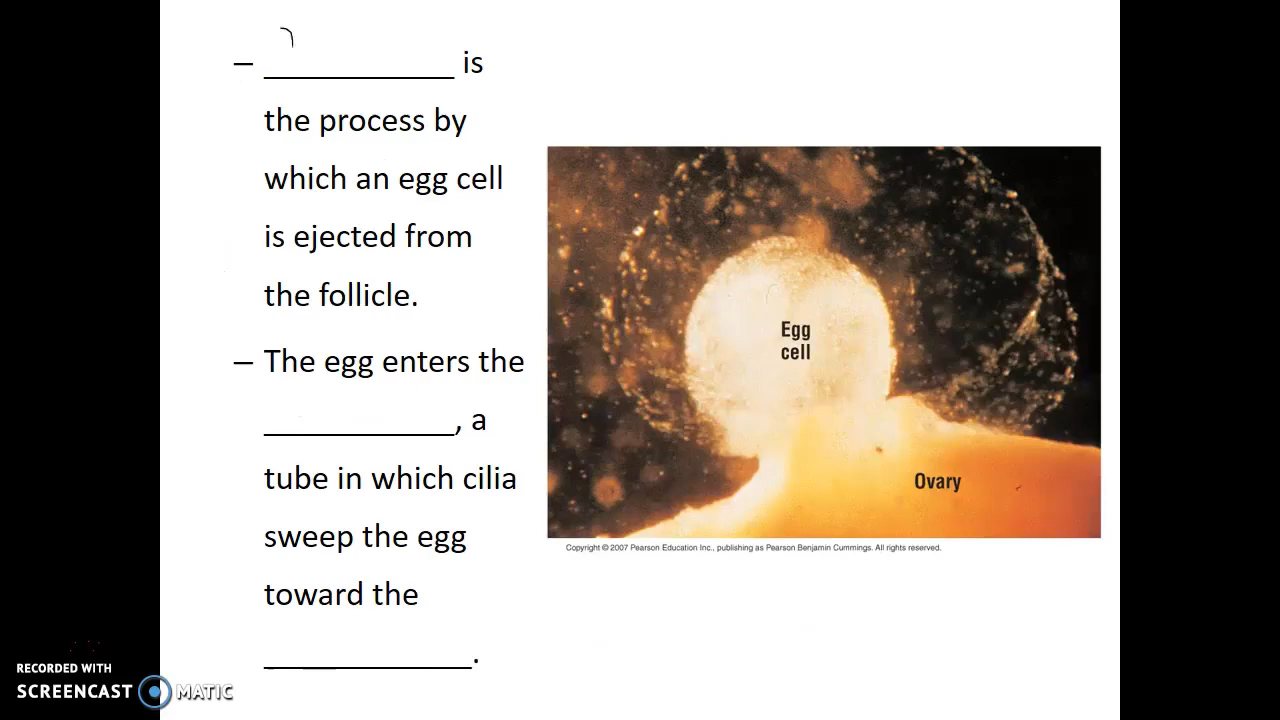 – ____________ is
the process by
which an egg cell
is ejected from
the follicle.
– The egg enters the
____________, a
tube in which cilia
sweep the egg
toward the
_____________.
Egg
cell
Ovary
Copyright © 2007 Pearson Education Inc., publishing as Pearson Benjamin Cummings. All rights reserved.
RECORDED WITH
SCREENCAST MATIC